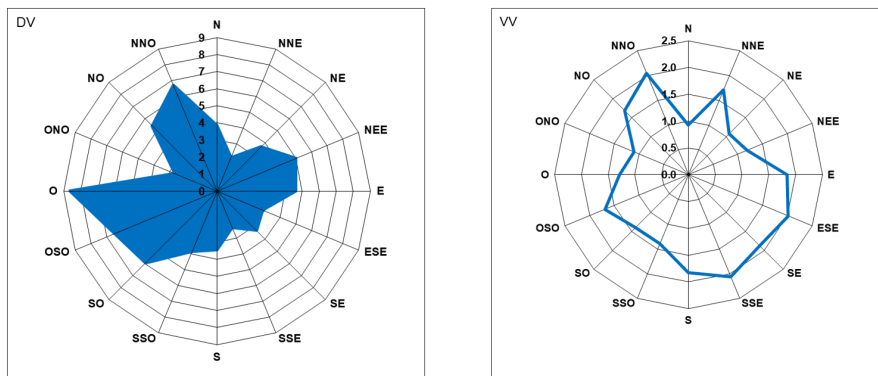 DV
N
NNE
NE
NEE
E
ESE
SE
SSE
S
SSO
SO
OSO
O
ONO
NO
NNO
9
8
7
6
5
4
3
2
1
0
VV
N
NNE
NE
NEE
E
ESE
SE
SSE
S
SSO
SO
OSO
O
ONO
NO
NNO
2.5
2.0
1.5
1.0
0.5
0.0